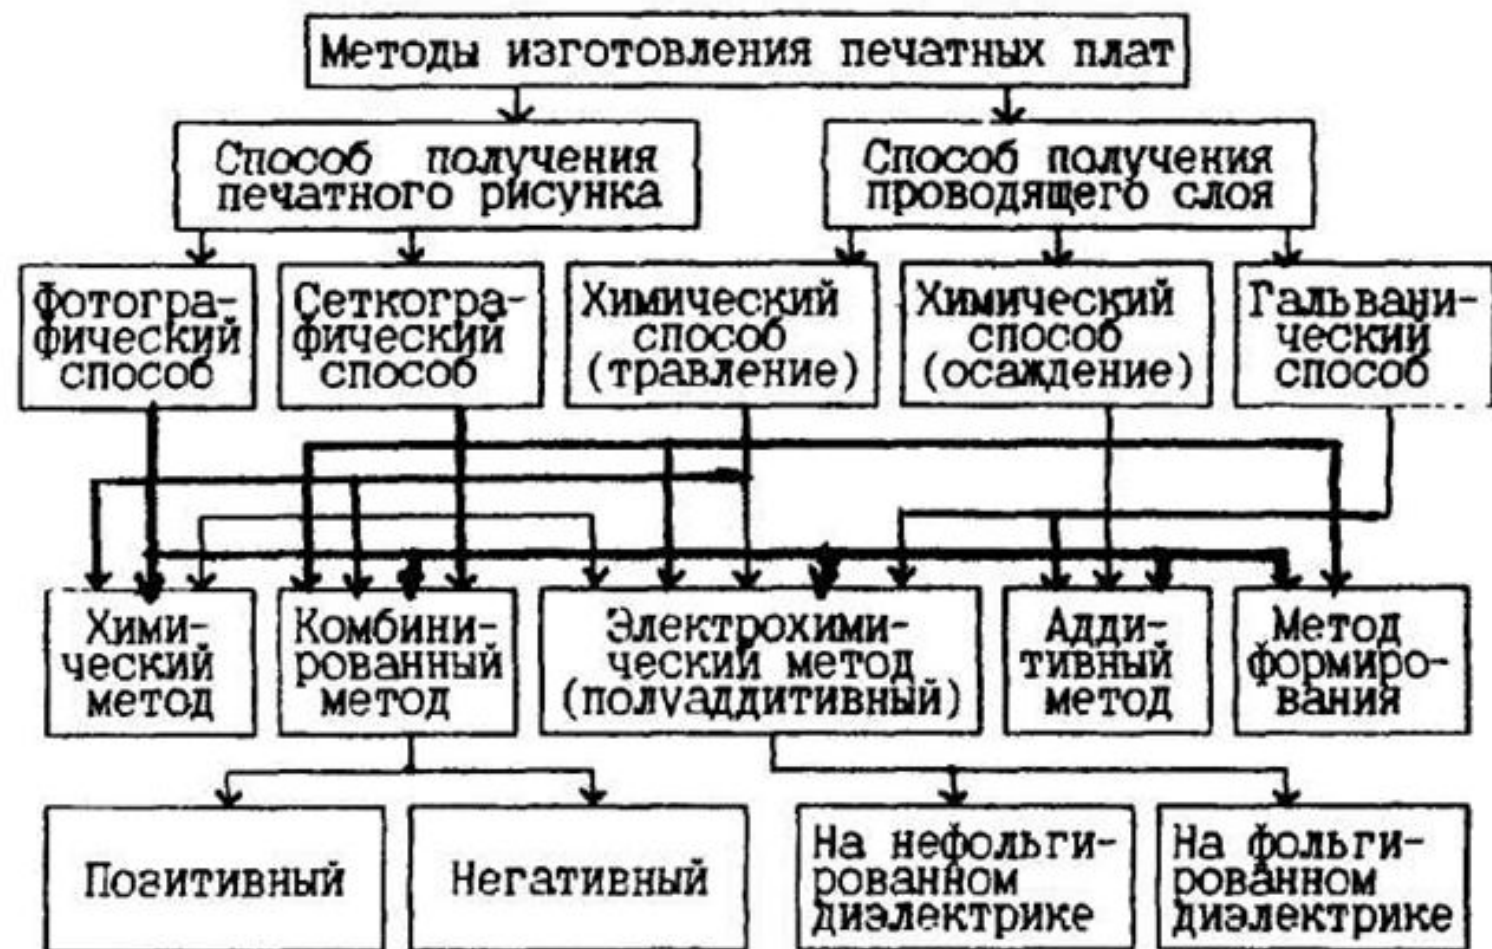 Методы изготовления печатных плат
Способ получения
печатного рисунка
Способ получения
проводящего слоя
Фотогра-
фический
способ
Сеткогра-
фический
способ
Химический
способ
(травление)
Химический
способ
(осаждение)
Гальвани-
ческий
способ
Хими-
ческий
метод
Комбини-
рованный
метод
Электрохими-
ческий метод
(полуаддитивный)
Адди-
тивный
метод
Метод
формиро-
вания
Позитивный
Негативный
На нефольги-
рованном
диэлектрике
На фольги-
рованном
диэлектрике